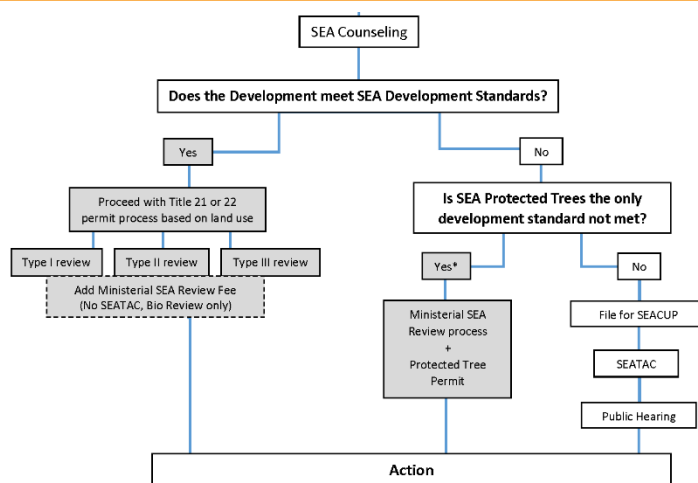 SEA Counseling
Does the Development meet SEA Development Standards?
Yes
No
Proceed with Title 21 or 22
permit process based on land use
Is SEA Protected Trees the only
development standard not met?
Type I review
Type II review
Type III review
Yes*
No
Add Ministerial SEA Review Fee
(No SEATAC, Bio Review only)
Ministerial SEA
Review process
+
Protected Tree
Permit
File for SEACUP
SEATAC
Public Hearing
Action